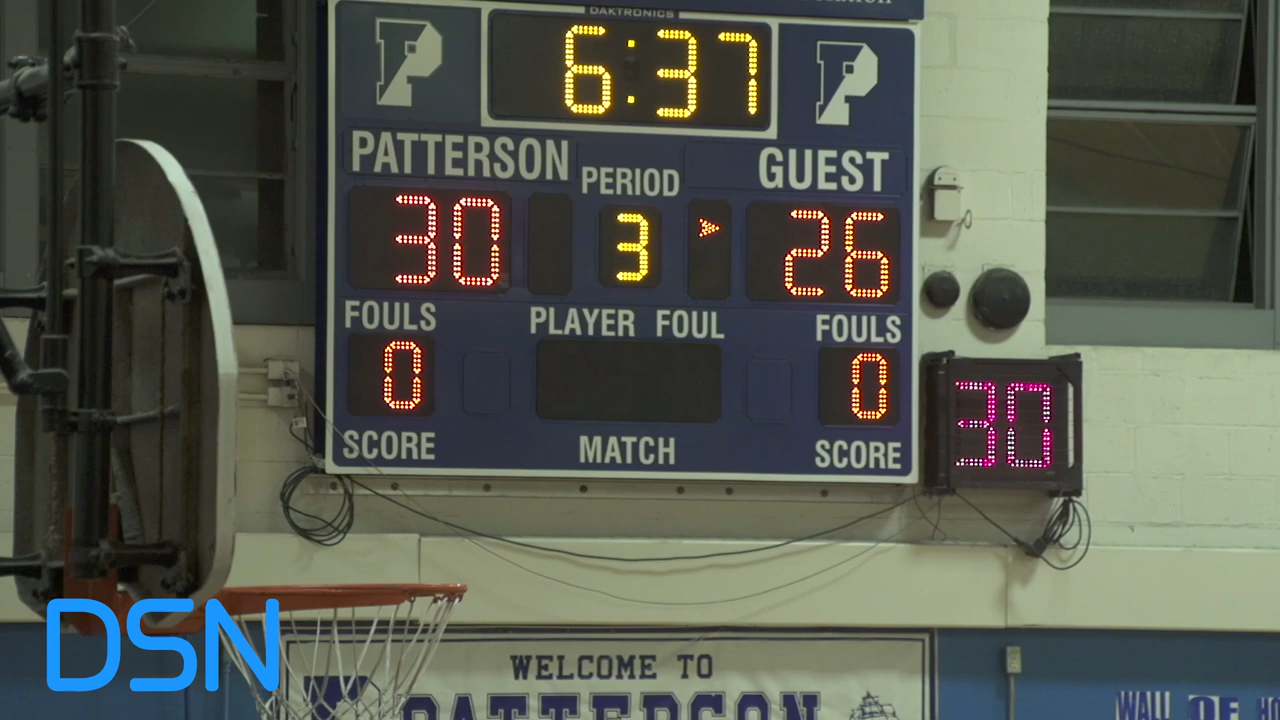 DAKTRONICS
P 6:37 P
PATTERSON PERIOD GUEST
30 3 26
FOULS PLAYER FOUL FOULS
0 0
30
SCORE MATCH SCORE
DSN
WELCOME TO
PATTERSON
WALL OF